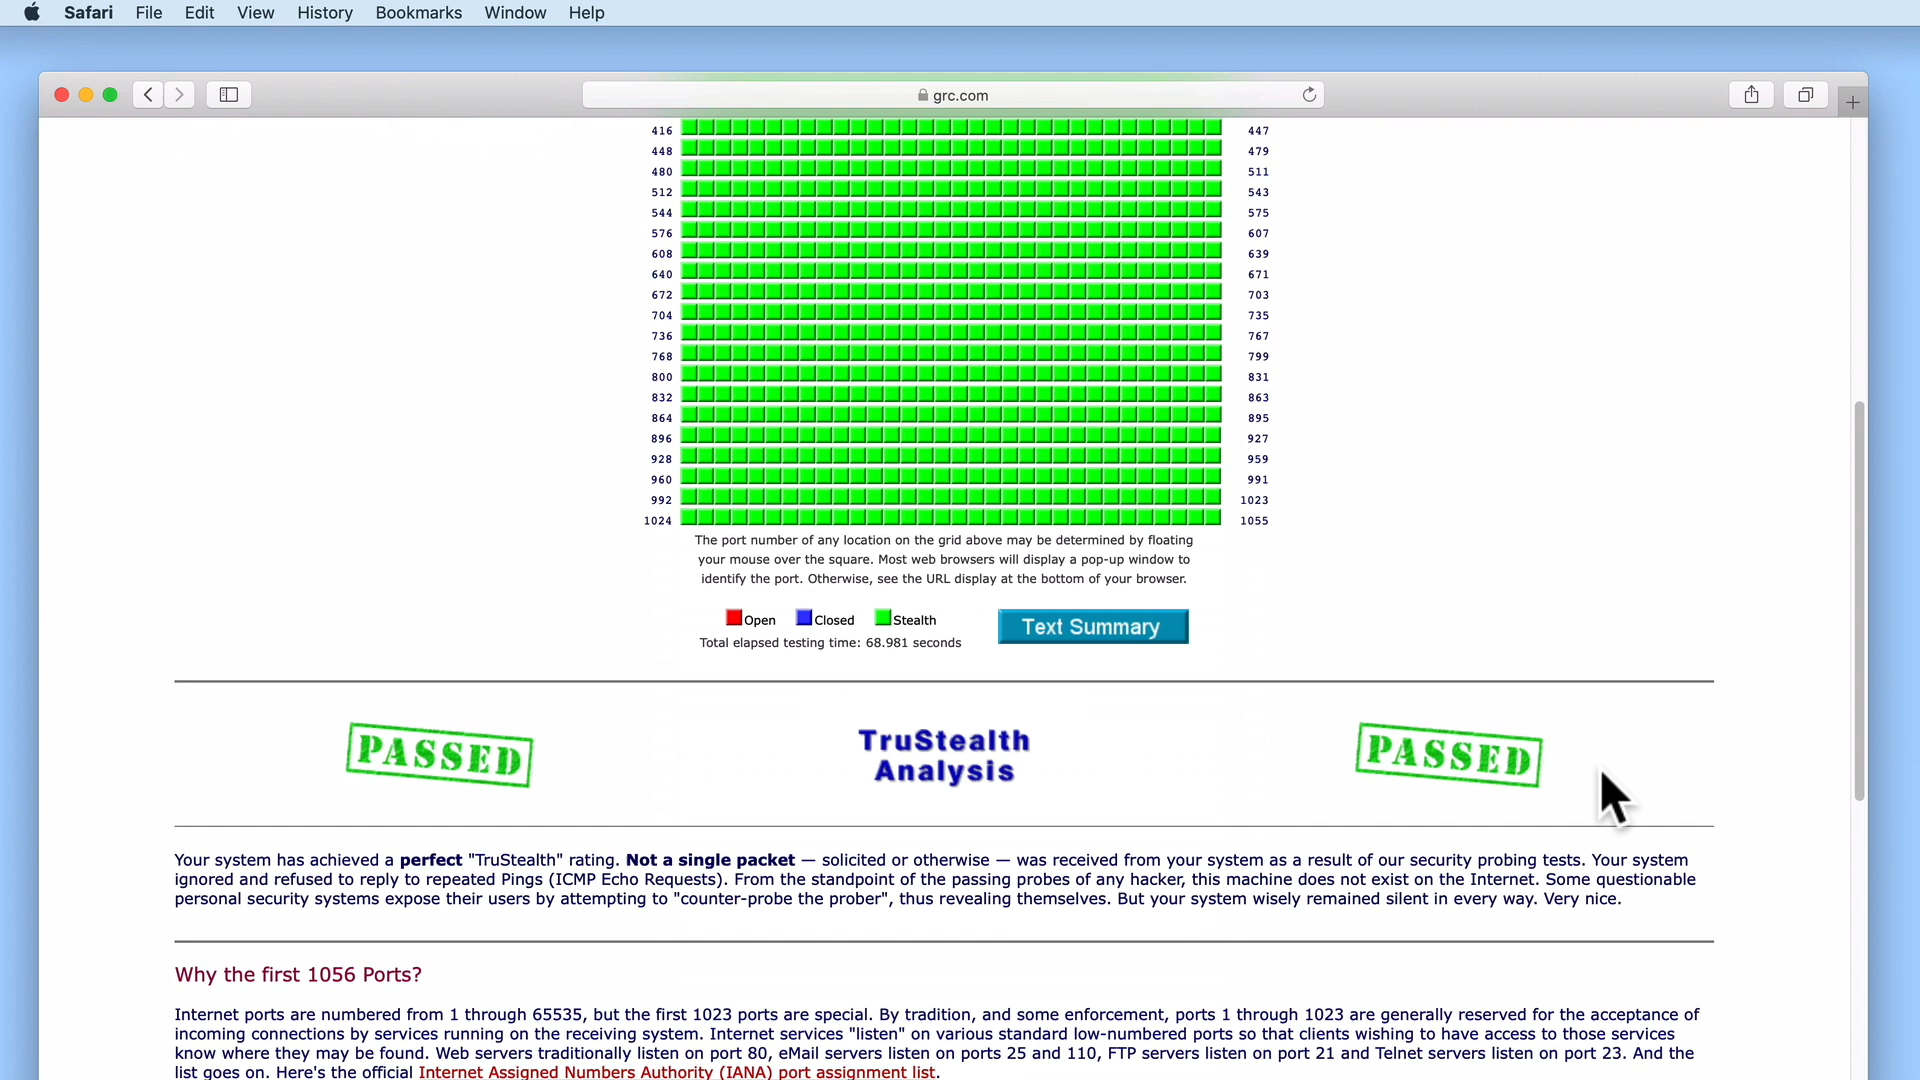 Safari File Edit View History Bookmarks Window Help
grc.com
416 447
448 479
480 511
512 543
544 575
576 607
608 639
640 671
672 703
704 735
736 767
768 799
800 831
832 863
864 895
896 927
928 959
960 991
992 1023
1024 1055
The port number of any location on the grid above may be determined by floating
your mouse over the square. Most web browsers will display a pop-up window to
identify the port. Otherwise, see the URL display at the bottom of your browser.
Open Closed Stealth
Text Summary
Total elapsed testing time: 68.981 seconds
PASSED TruStealth PASSED
Analysis
Your system has achieved a perfect "TruStealth" rating. Not a single packet — solicited or otherwise — was received from your system as a result of our security probing tests. Your system
ignored and refused to reply to repeated Pings (ICMP Echo Requests). From the standpoint of the passing probes of any hacker, this machine does not exist on the Internet. Some questionable
personal security systems expose their users by attempting to "counter-probe the prober", thus revealing themselves. But your system wisely remained silent in every way. Very nice.
Why the first 1056 Ports?
Internet ports are numbered from 1 through 65535, but the first 1023 ports are special. By tradition, and some enforcement, ports 1 through 1023 are generally reserved for the acceptance of
incoming connections by services running on the receiving system. Internet services "listen" on various standard low-numbered ports so that clients wishing to have access to those services
know where they may be found. Web servers traditionally listen on port 80, eMail servers listen on ports 25 and 110, FTP servers listen on port 21 and Telnet servers listen on port 23. And the
list goes on. Here's the official Internet Assigned Numbers Authority (IANA) port assignment list.